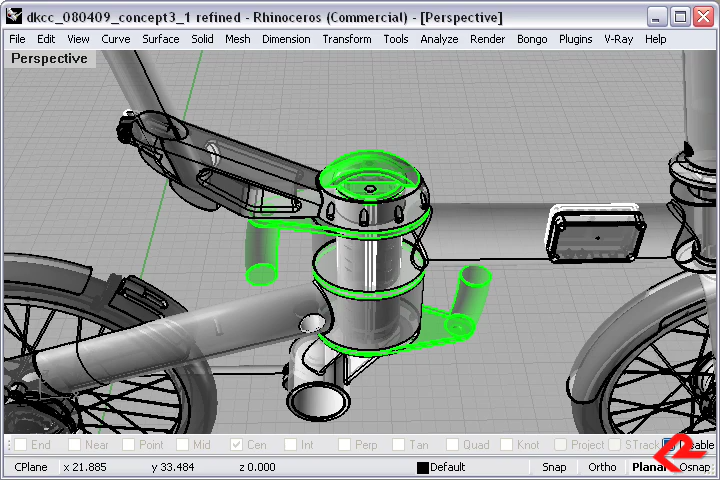 dkcc_080409_concept3_1 refined - Rhinoceros (Commercial) - [Perspective]
File Edit View Curve Surface Solid Mesh Dimension Transform Tools Analyze Render Bongo Plugins V-Ray Help
Perspective
End Near Point Mid Cen Int Perp Tan Quad Knot Project STrack
CPlane x 21.885 y 33.484 z 0.000 Default Snap Ortho Planar Osnap